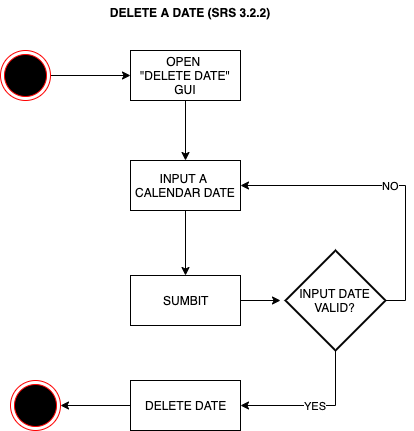 DELETE A DATE (SRS 3.2.2)
OPEN
"DELETE DATE"
GUI
INPUT A
CALENDAR DATE
NO
SUMBIT
INPUT DATE
VALID?
DELETE DATE
YES